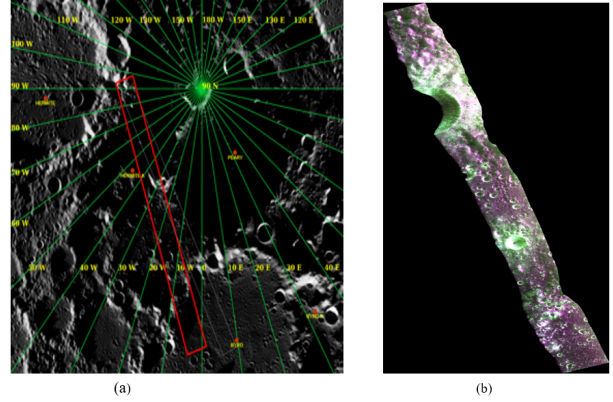 110 W
120 W 130 W 150 W 180 W 150 E 130 E 120 E
100 W
90 W 90 N
HERMITE
80 W
PEARY
HERMITE A
70 W
60 W
50 W 40 W 30 W 20 W 10 W 0 10 E 20 E 30 E 40 E
BYRD
(a) (b)